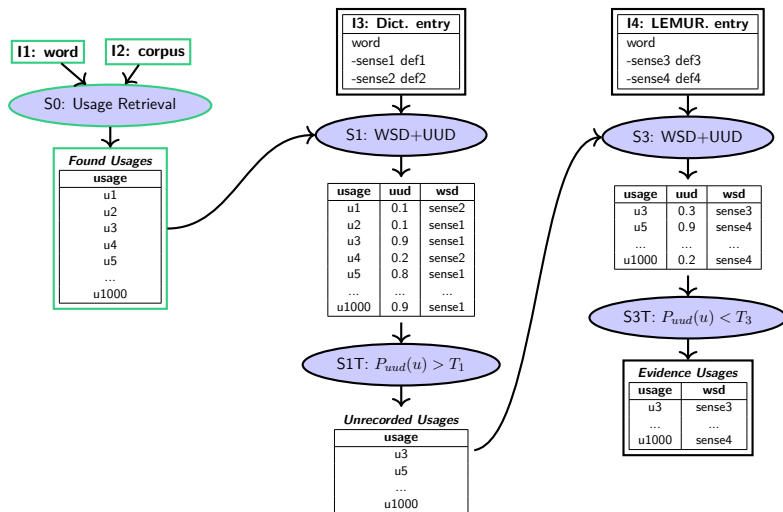 I1: word
I2: corpus
S0: Usage Retrieval
Found Usages
usage
u1
u2
u3
u4
u5
...
u1000
I3: Dict. entry
word
-sense1 def1
-sense2 def2
S1: WSD+UUD
usage uud wsd
u1 0.1 sense2
u2 0.1 sense1
u3 0.9 sense1
u4 0.2 sense2
u5 0.8 sense1
... ... ...
u1000 0.9 sense1
S1T: P_uud(u) > T_1
Unrecorded Usages
usage
u3
u5
...
u1000
I4: LEMUR. entry
word
-sense3 def3
-sense4 def4
S3: WSD+UUD
usage uud wsd
u3 0.3 sense3
u5 0.9 sense4
... ... ...
u1000 0.2 sense4
S3T: P_uud(u) < T_3
Evidence Usages
usage wsd
u3 sense3
... ...
u1000 sense4